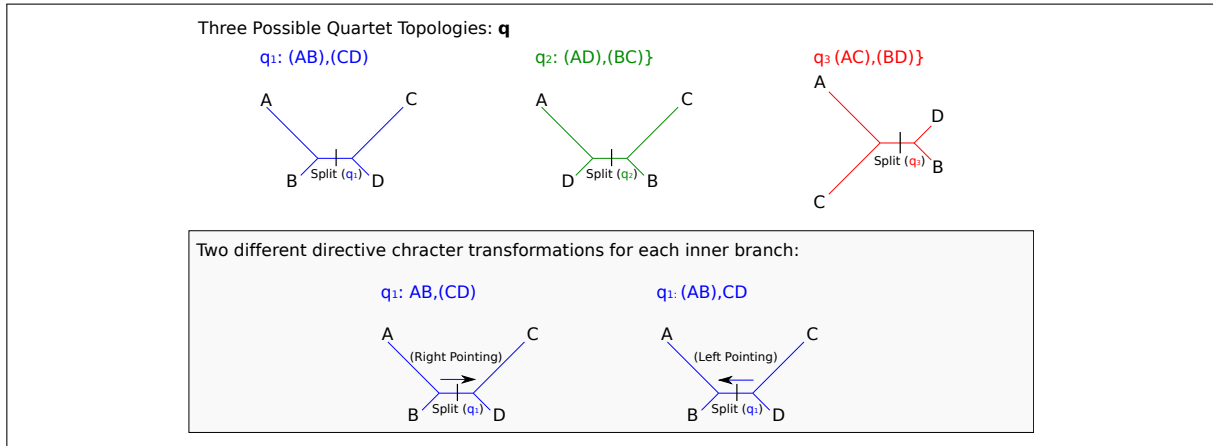 Three Possible Quartet Topologies: q
q₁: (AB),(CD)
q₂: (AD),(BC)}
q₃ (AC),(BD)}
A
C
B
Split (q₁)
D
A
C
D
Split (q₂)
B
A
D
Split (q₃)
B
C
Two different directive chracter transformations for each inner branch:
q₁: AB,(CD)
q₁: (AB),CD
A
C
(Right Pointing)
B
Split (q₁)
D
A
C
(Left Pointing)
B
Split (q₁)
D